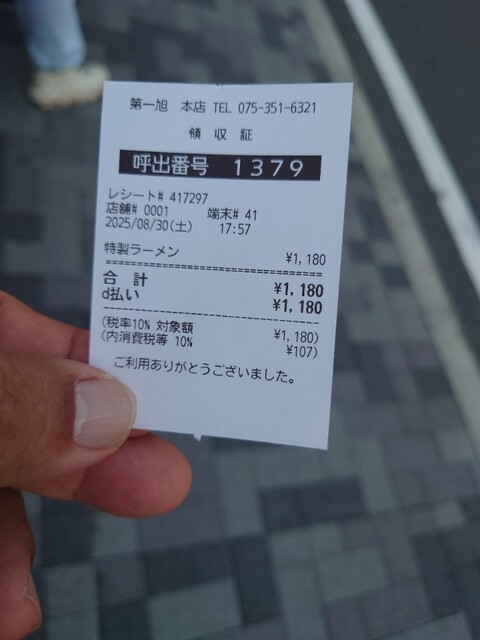 第一旭 本店 TEL 075-351-6321
領収証
呼出番号 1379
レシート# 417297
店舗# 0001 端末# 41
2025/08/30(土) 17:57
特製ラーメン ¥1,180
合計 ¥1,180
d払い ¥1,180
(税率10% 対象額 ¥1,180)
(内消費税等 10% ¥107)
ご利用ありがとうございました。